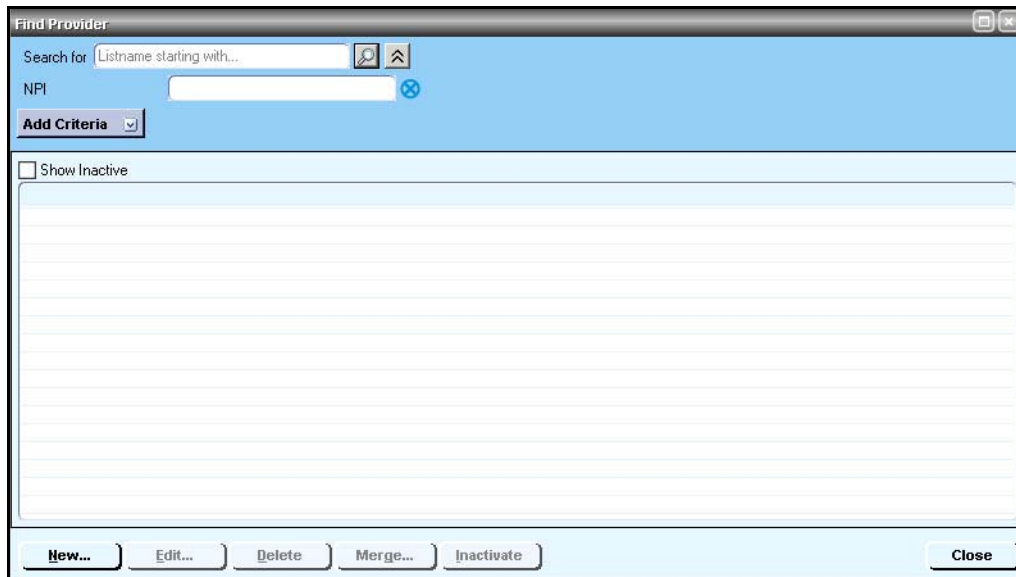 Find Provider
Search for Listname starting with...
NPI
Add Criteria
Show Inactive
New... Edit... Delete Merge... Inactivate Close